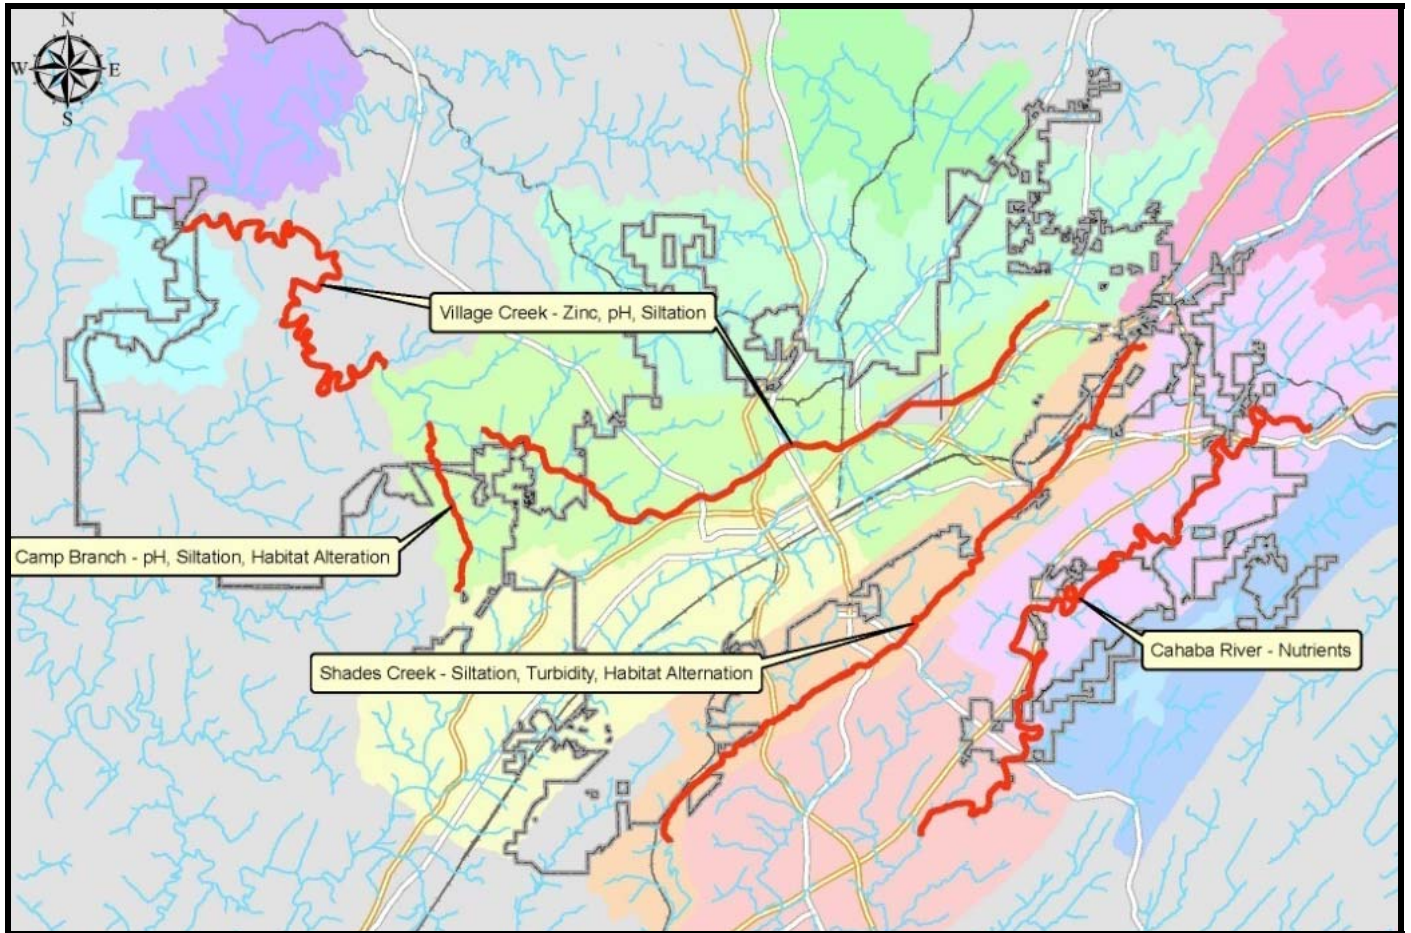 N
W E
S
Village Creek - Zinc, pH, Siltation
Camp Branch - pH, Siltation, Habitat Alteration
Cahaba River - Nutrients
Shades Creek - Siltation, Turbidity, Habitat Alternation